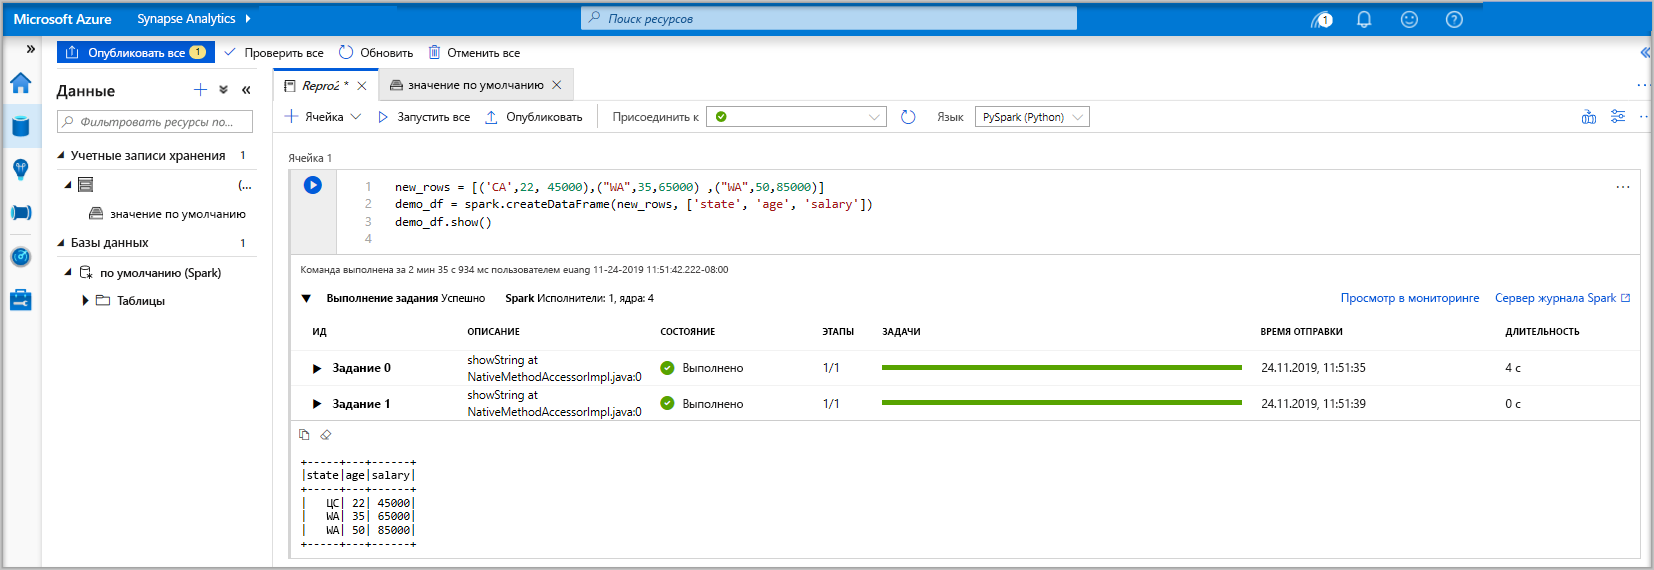 Microsoft Azure Synapse Analytics Поиск ресурсов 1
Опубликовать все 1 Проверить все Обновить Отменить все
Данные
Фильтровать ресурсы по...
Учетные записи хранения 1
(...
значение по умолчанию
Базы данных 1
по умолчанию (Spark)
Таблицы
Repro2 * значение по умолчанию
Ячейка Запустить все Опубликовать Присоединить к Язык PySpark (Python)
Ячейка 1
1 new_rows = [('CA',22, 45000),("WA",35,65000) ,("WA",50,85000)]
2 demo_df = spark.createDataFrame(new_rows, ['state', 'age', 'salary'])
3 demo_df.show()
4
Команда выполнена за 2 мин 35 с 934 мс пользователем euang 11-24-2019 11:51:42.222-08:00
Выполнение задания Успешно Spark Исполнители: 1, ядра: 4 Просмотр в мониторинге Сервер журнала Spark
ИД ОПИСАНИЕ СОСТОЯНИЕ ЭТАПЫ ЗАДАЧИ ВРЕМЯ ОТПРАВКИ ДЛИТЕЛЬНОСТЬ
Задание 0 showString at NativeMethodAccessorImpl.java:0 Выполнено 1/1 24.11.2019, 11:51:35 4 с
Задание 1 showString at NativeMethodAccessorImpl.java:0 Выполнено 1/1 24.11.2019, 11:51:39 0 с
+-----+---+------+
|state|age|salary|
+-----+---+------+
|   ЦС| 22| 45000|
|   WA| 35| 65000|
|   WA| 50| 85000|
+-----+---+------+